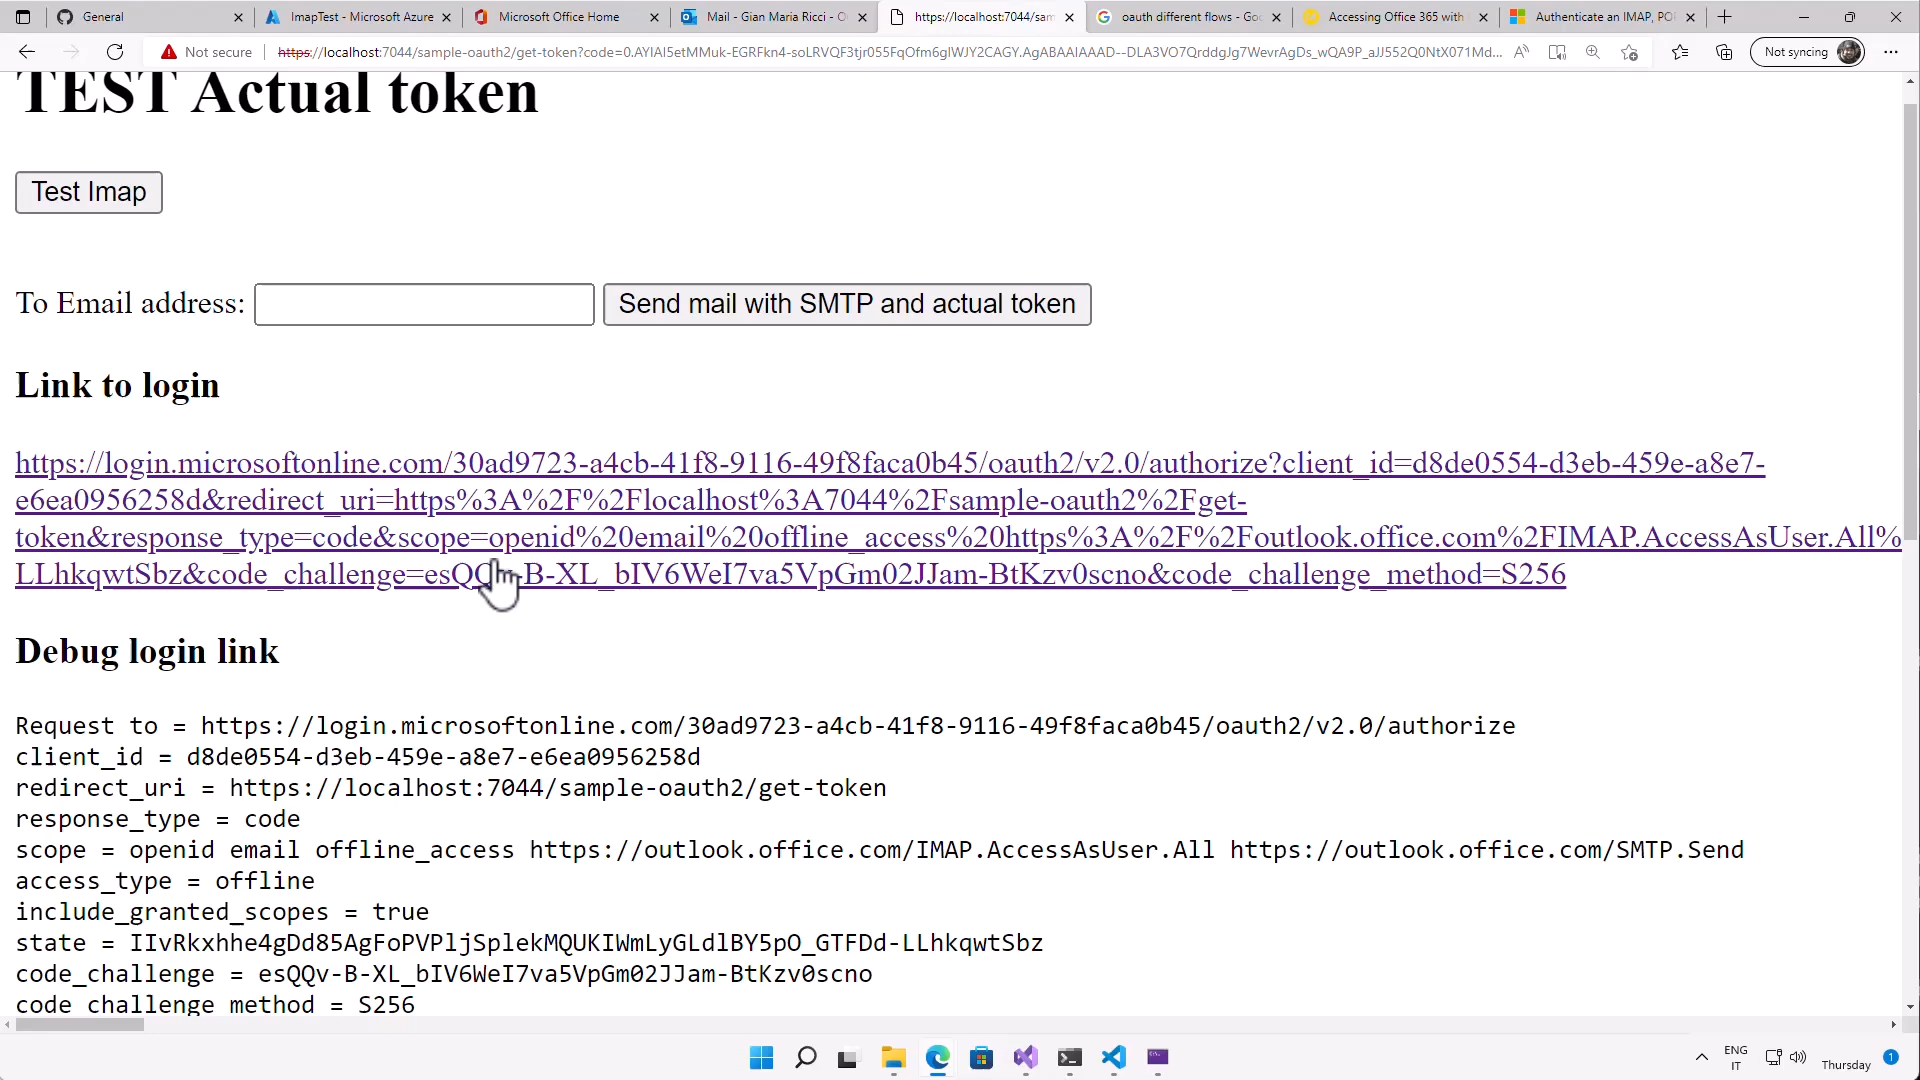 General
ImapTest - Microsoft Azure
Microsoft Office Home
Mail - Gian Maria Ricci - O
https://localhost:7044/sam
oauth different flows - Goo
Accessing Office 365 with
Authenticate an IMAP, PO
Not secure
https://localhost:7044/sample-oauth2/get-token?code=
Not syncing
TEST Actual token
Test Imap
To Email address:
Send mail with SMTP and actual token
Link to login
https://login.microsoftonline.com/30ad9723-a4cb-41f8-9116-49f8faca0b45/oauth2/v2.0/authorize?client_id=d8de0554-d3eb-459e-a8e7-
e6ea0956258d&redirect_uri=https%3A%2F%2Flocalhost%3A7044%2Fsample-oauth2%2Fget-
token&response_type=code&scope=openid%20email%20offline_access%20https%3A%2F%2Foutlook.office.com%2FIMAP.AccessAsUser.All%
LLhkqwtSbz&code_challenge=esQQv-B-XL_bIV6WeI7va5VpGm02JJam-BtKzv0scno&code_challenge_method=S256
Debug login link
Request to = https://login.microsoftonline.com/30ad9723-a4cb-41f8-9116-49f8faca0b45/oauth2/v2.0/authorize
client_id = d8de0554-d3eb-459e-a8e7-e6ea0956258d
redirect_uri = https://localhost:7044/sample-oauth2/get-token
response_type = code
scope = openid email offline_access https://outlook.office.com/IMAP.AccessAsUser.All https://outlook.office.com/SMTP.Send
access_type = offline
include_granted_scopes = true
state = IIvRkxhhe4gDd85AgFoPVPljSplekMQUKIWmLyGLdlBY5pO_GTFDd-LLhkqwtSbz
code_challenge = esQQv-B-XL_bIV6WeI7va5VpGm02JJam-BtKzv0scno
code challenge method = S256
ENG
IT
Thursday
1